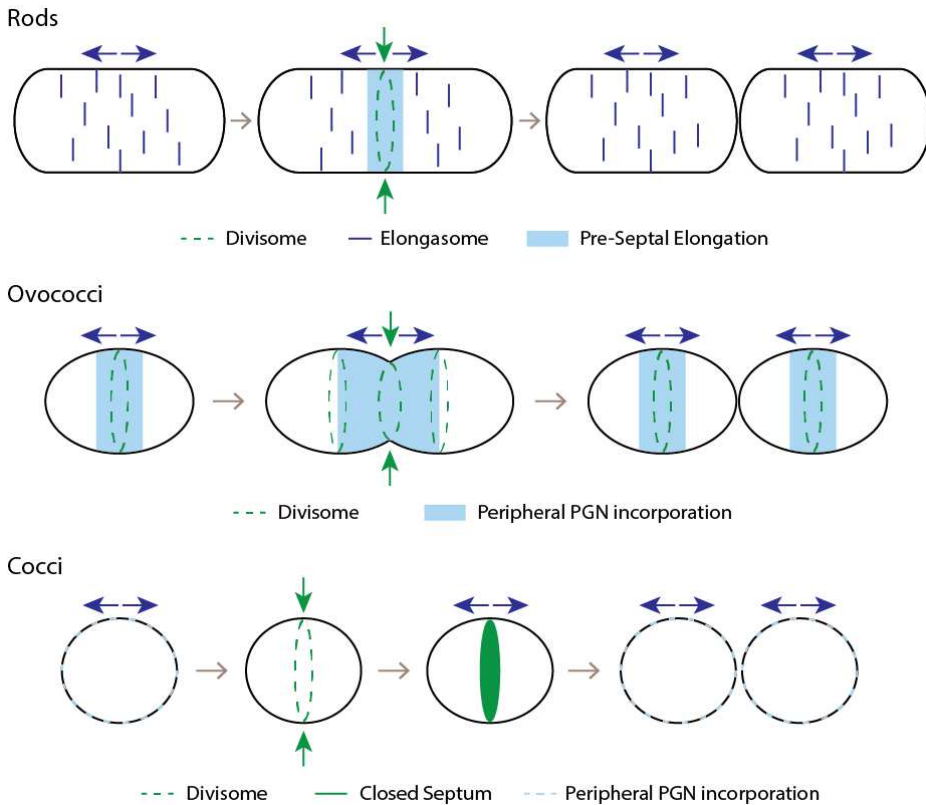 Rods
Divisome Elongasome Pre-Septal Elongation
Ovococci
Divisome Peripheral PGN incorporation
Cocci
Divisome Closed Septum Peripheral PGN incorporation